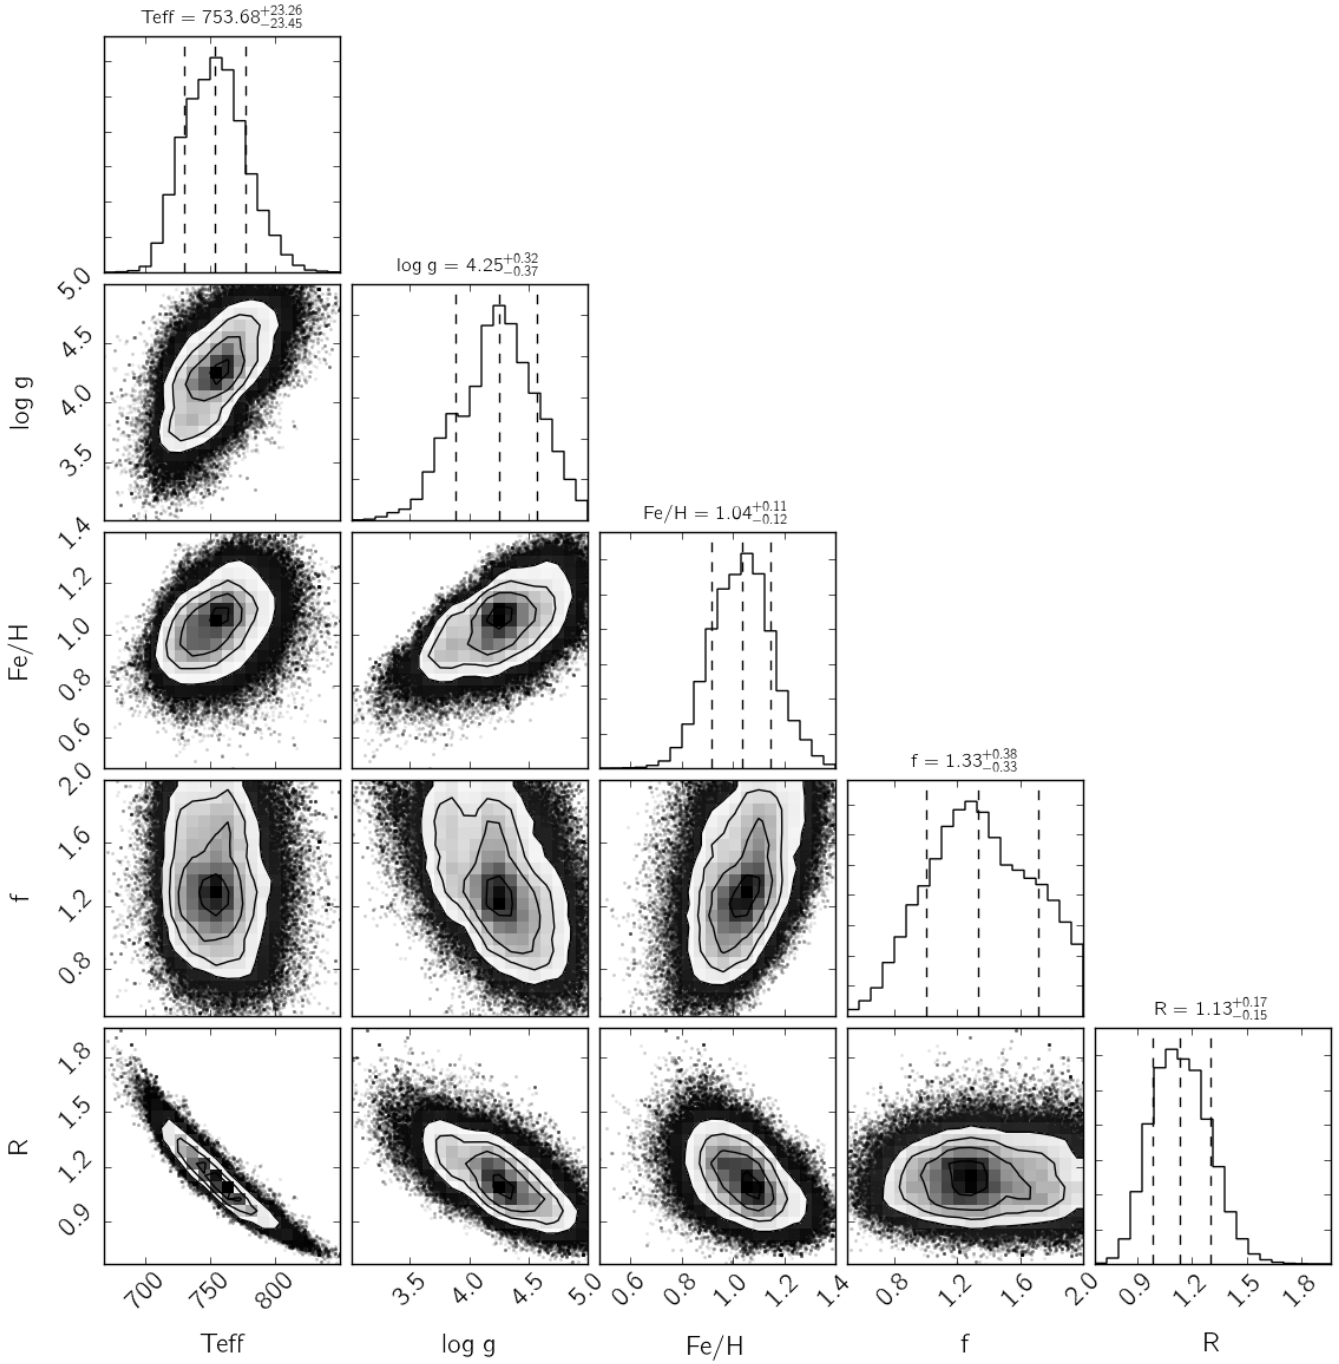 Teff = 753.68+23.26−23.45
5.0
4.5
4.0
3.5
log g
log g = 4.25+0.32−0.37
1.4
1.2
1.0
0.8
0.6
Fe/H
Fe/H = 1.04+0.11−0.12
2.0
1.6
1.2
0.8
f
f = 1.33+0.38−0.33
1.8
1.5
1.2
0.9
R
R = 1.13+0.17−0.15
700 750 800 3.5 4.0 4.5 5.0 0.6 0.8 1.0 1.2 1.4 0.8 1.2 1.6 2.0 0.9 1.2 1.5 1.8
Teff log g Fe/H f R